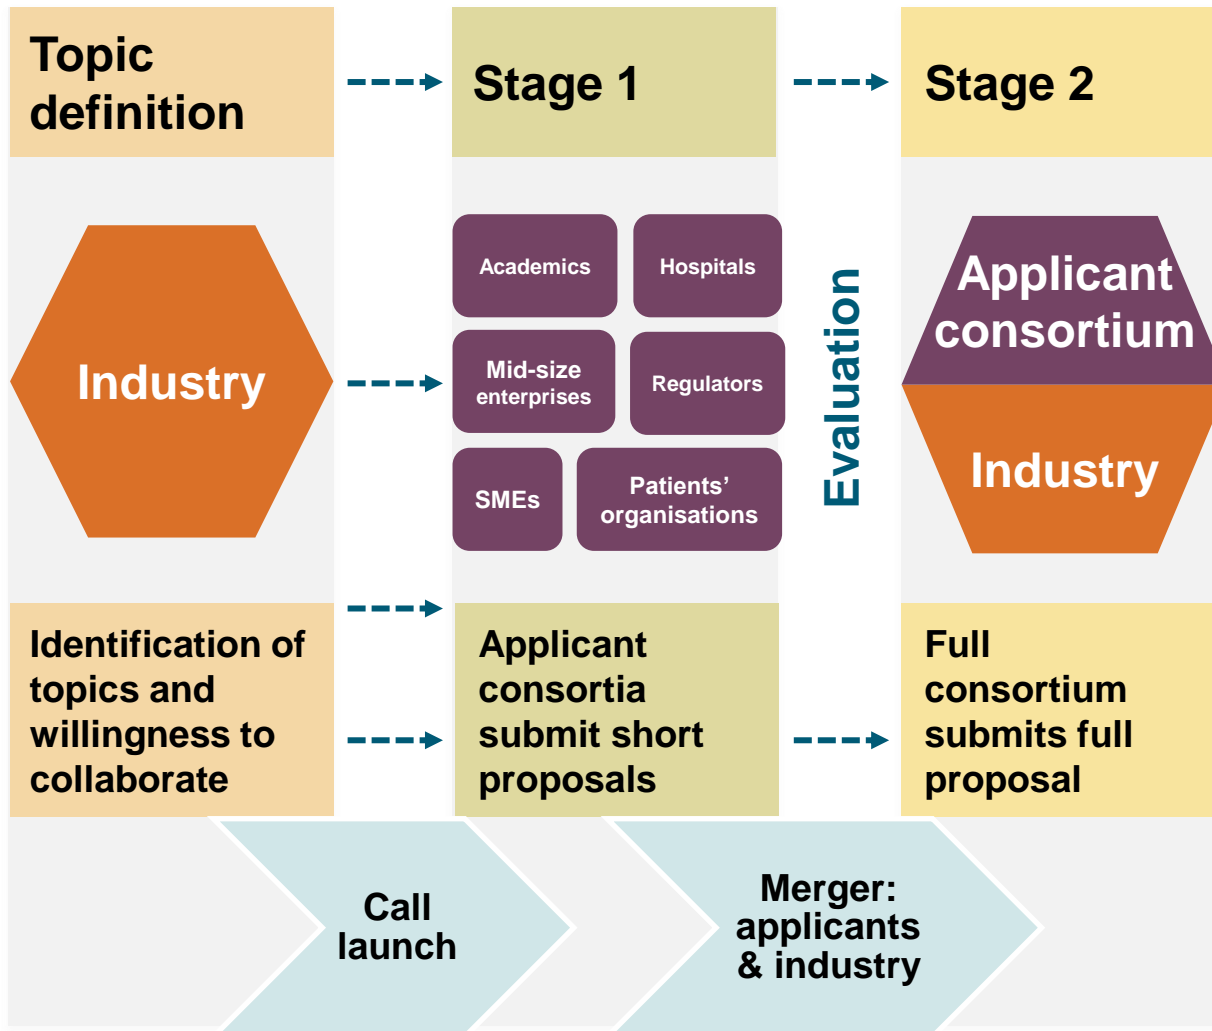 Topic
definition
Stage 1
Stage 2
Industry
Academics
Hospitals
Mid-size
enterprises
Regulators
SMEs
Patients’
organisations
Evaluation
Applicant
consortium
Industry
Identification of
topics and
willingness to
collaborate
Applicant
consortia
submit short
proposals
Full
consortium
submits full
proposal
Call
launch
Merger:
applicants
& industry